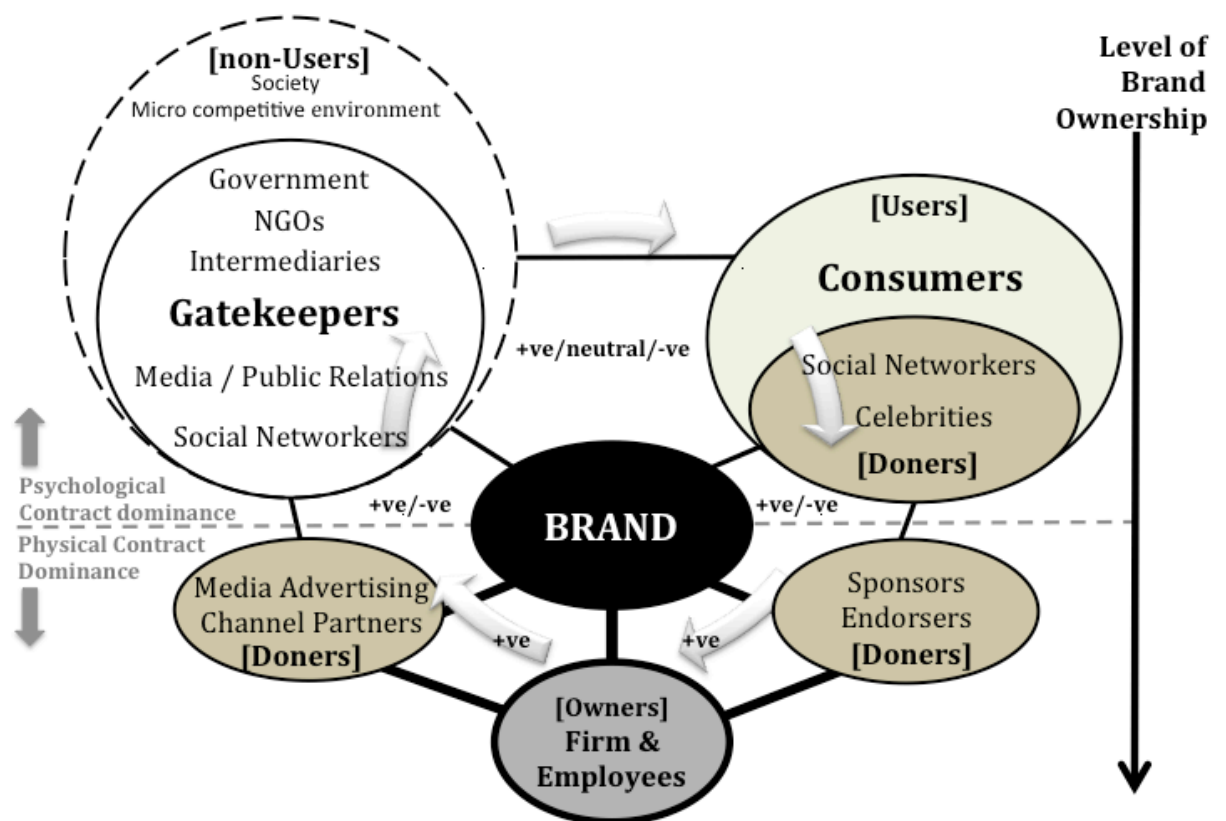 [non-Users]
Society
Micro competitive environment
Government
NGOs
Intermediaries
Gatekeepers
Media / Public Relations
Social Networkers
Level of
Brand
Ownership
[Users]
Consumers
Social Networkers
Celebrities
[Doners]
+ve/neutral/-ve
Psychological
Contract dominance
Physical Contract
Dominance
+ve/-ve
BRAND
+ve/-ve
Media Advertising
Channel Partners
[Doners]
+ve
+ve
Sponsors
Endorsers
[Doners]
[Owners]
Firm &
Employees